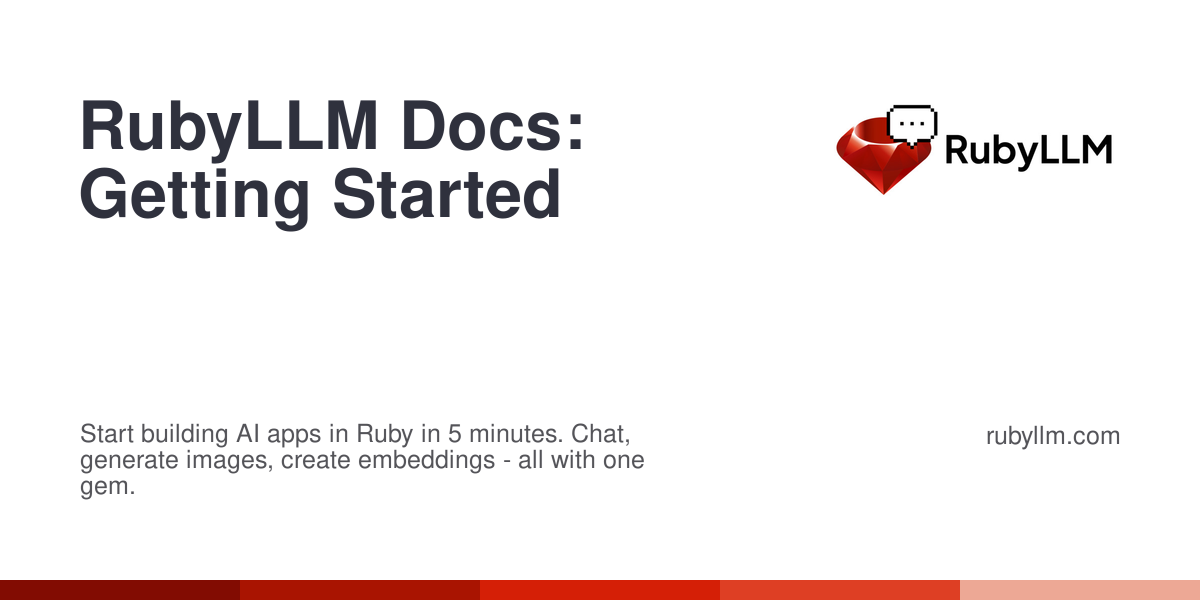 RubyLLM Docs:
Getting Started
RubyLLM
Start building AI apps in Ruby in 5 minutes. Chat,
generate images, create embeddings - all with one
gem.
rubyllm.com